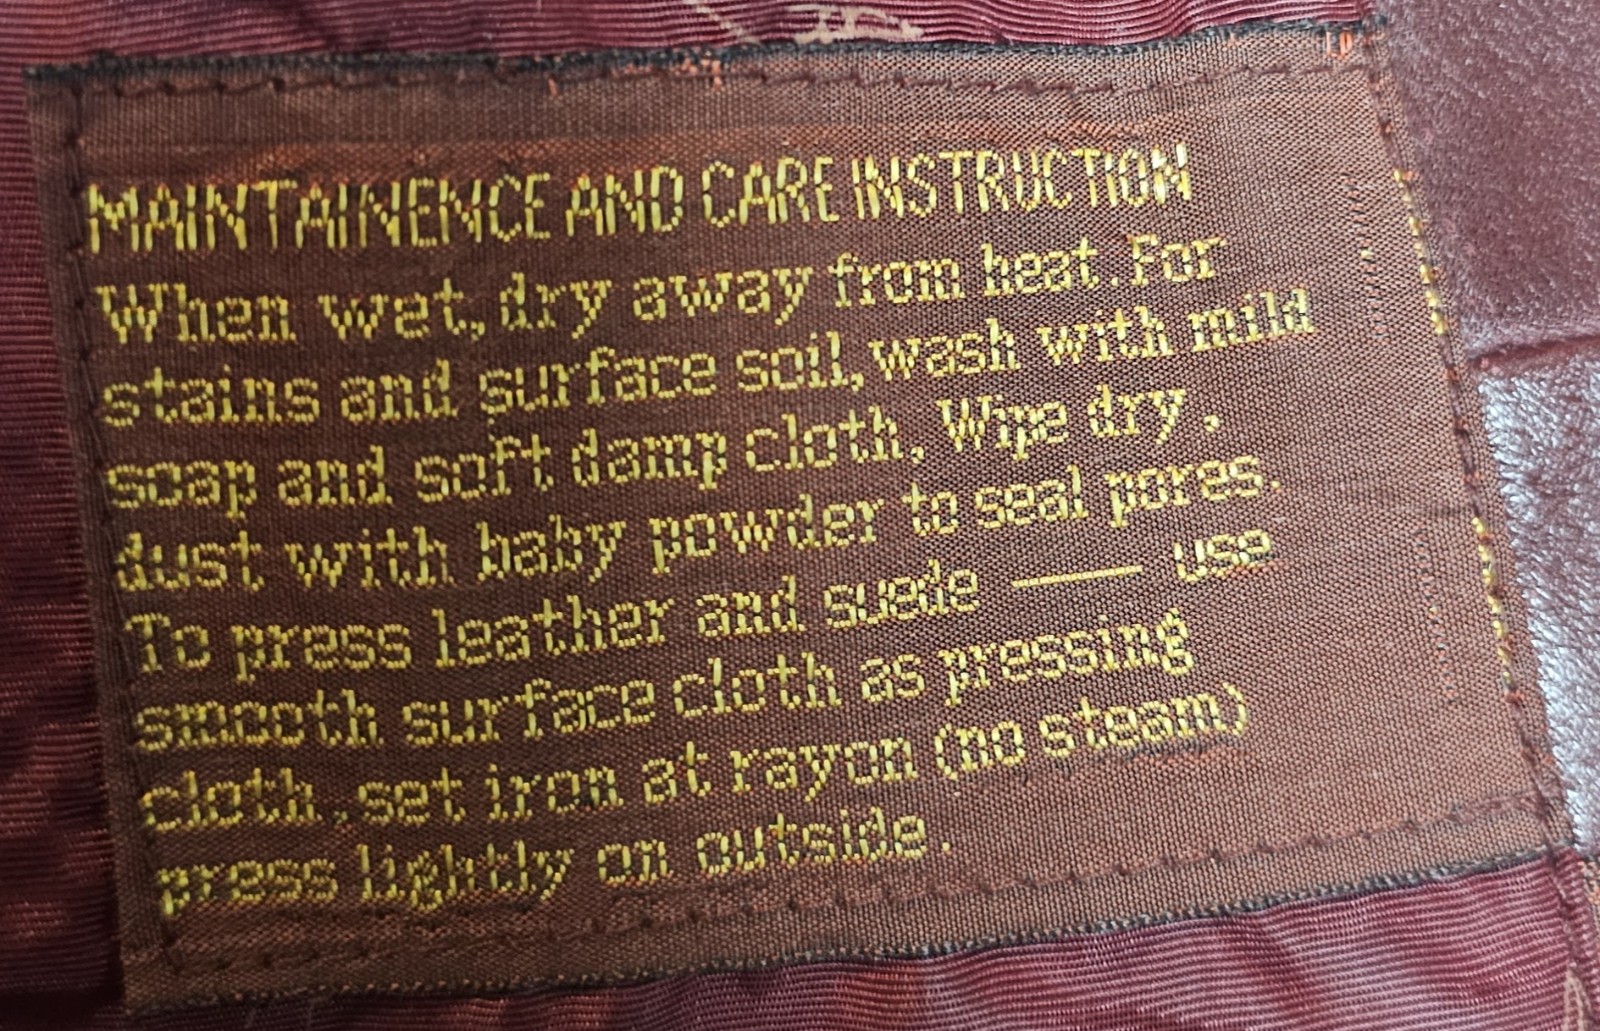 MAINTAINENCE AND CARE INSTRUCTION
When wet, dry away from heat. For
stains and surface soil, wash with mild
soap and soft damp cloth. Wipe dry,
dust with baby powder to seal pores.
To press leather and suede — use
smooth surface cloth as pressing
cloth, set iron at rayon (no steam)
press lightly on outside.